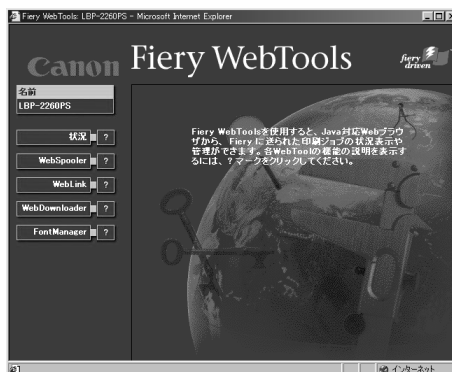 Fiery WebTools: LBP-2260PS - Microsoft Internet Explorer
Canon
Fiery WebTools
fiery driven
名前
LBP-2260PS
状況 ?
WebSpooler ?
WebLink ?
WebDownloader ?
FontManager ?
Fiery WebToolsを使用すると、Java対応Webブラウ
ザから、Fiery に送られた印刷ジョブの状況表示や
管理ができます。各WebToolの機能の説明を表示す
るには、? マークをクリックしてください。
インターネット